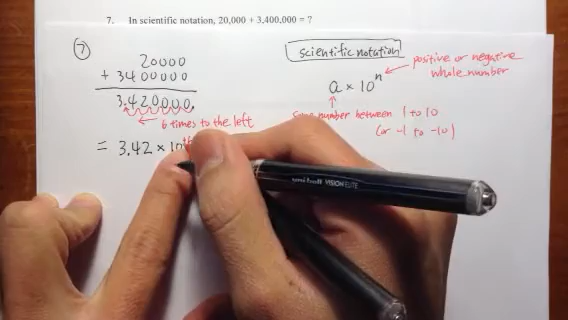 7. In scientific notation, 20,000 + 3,400,000 = ?
7
20000
+ 3400000
3.420000.
6 times to the left
= 3.42 × 10
scientific notation
a × 10ⁿ
positive or negative
whole number
some number between 1 to 10
(or -1 to -10)
uni-ball VISION ELITE